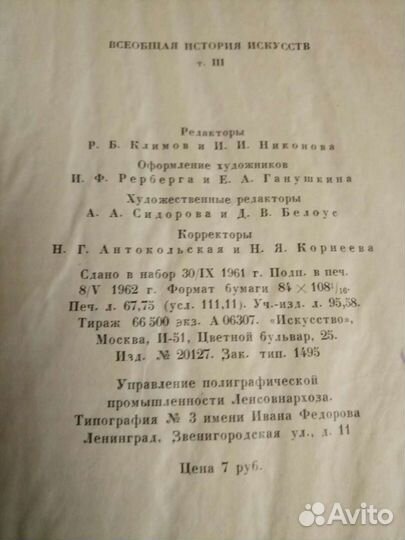 ВСЕОБЩАЯ ИСТОРИЯ ИСКУССТВ
т. III
Редакторы
Р. Б. Климов и И. И. Никонова
Оформление художников
И. Ф. Рерберга и Е. А. Ганушкина
Художественные редакторы
А. А. Сидорова и Д. В. Белоус
Корректоры
Н. Г. Антокольская и Н. Я. Корнеева
Сдано в набор 30/IX 1961 г. Подп. в печ.
8/V 1962 г. Формат бумаги 84 × 108 1/16.
Печ. л. 67,75 (усл. 111,11). Уч.-изд. л. 95,58.
Тираж 66 500 экз. А 06307. «Искусство»,
Москва, И-51, Цветной бульвар, 25.
Изд. № 20127. Зак. тип. 1495
Управление полиграфической
промышленности Ленсовнархоза.
Типография № 3 имени Ивана Федорова
Ленинград, Звенигородская ул., д. 11
Цена 7 руб.
Avito